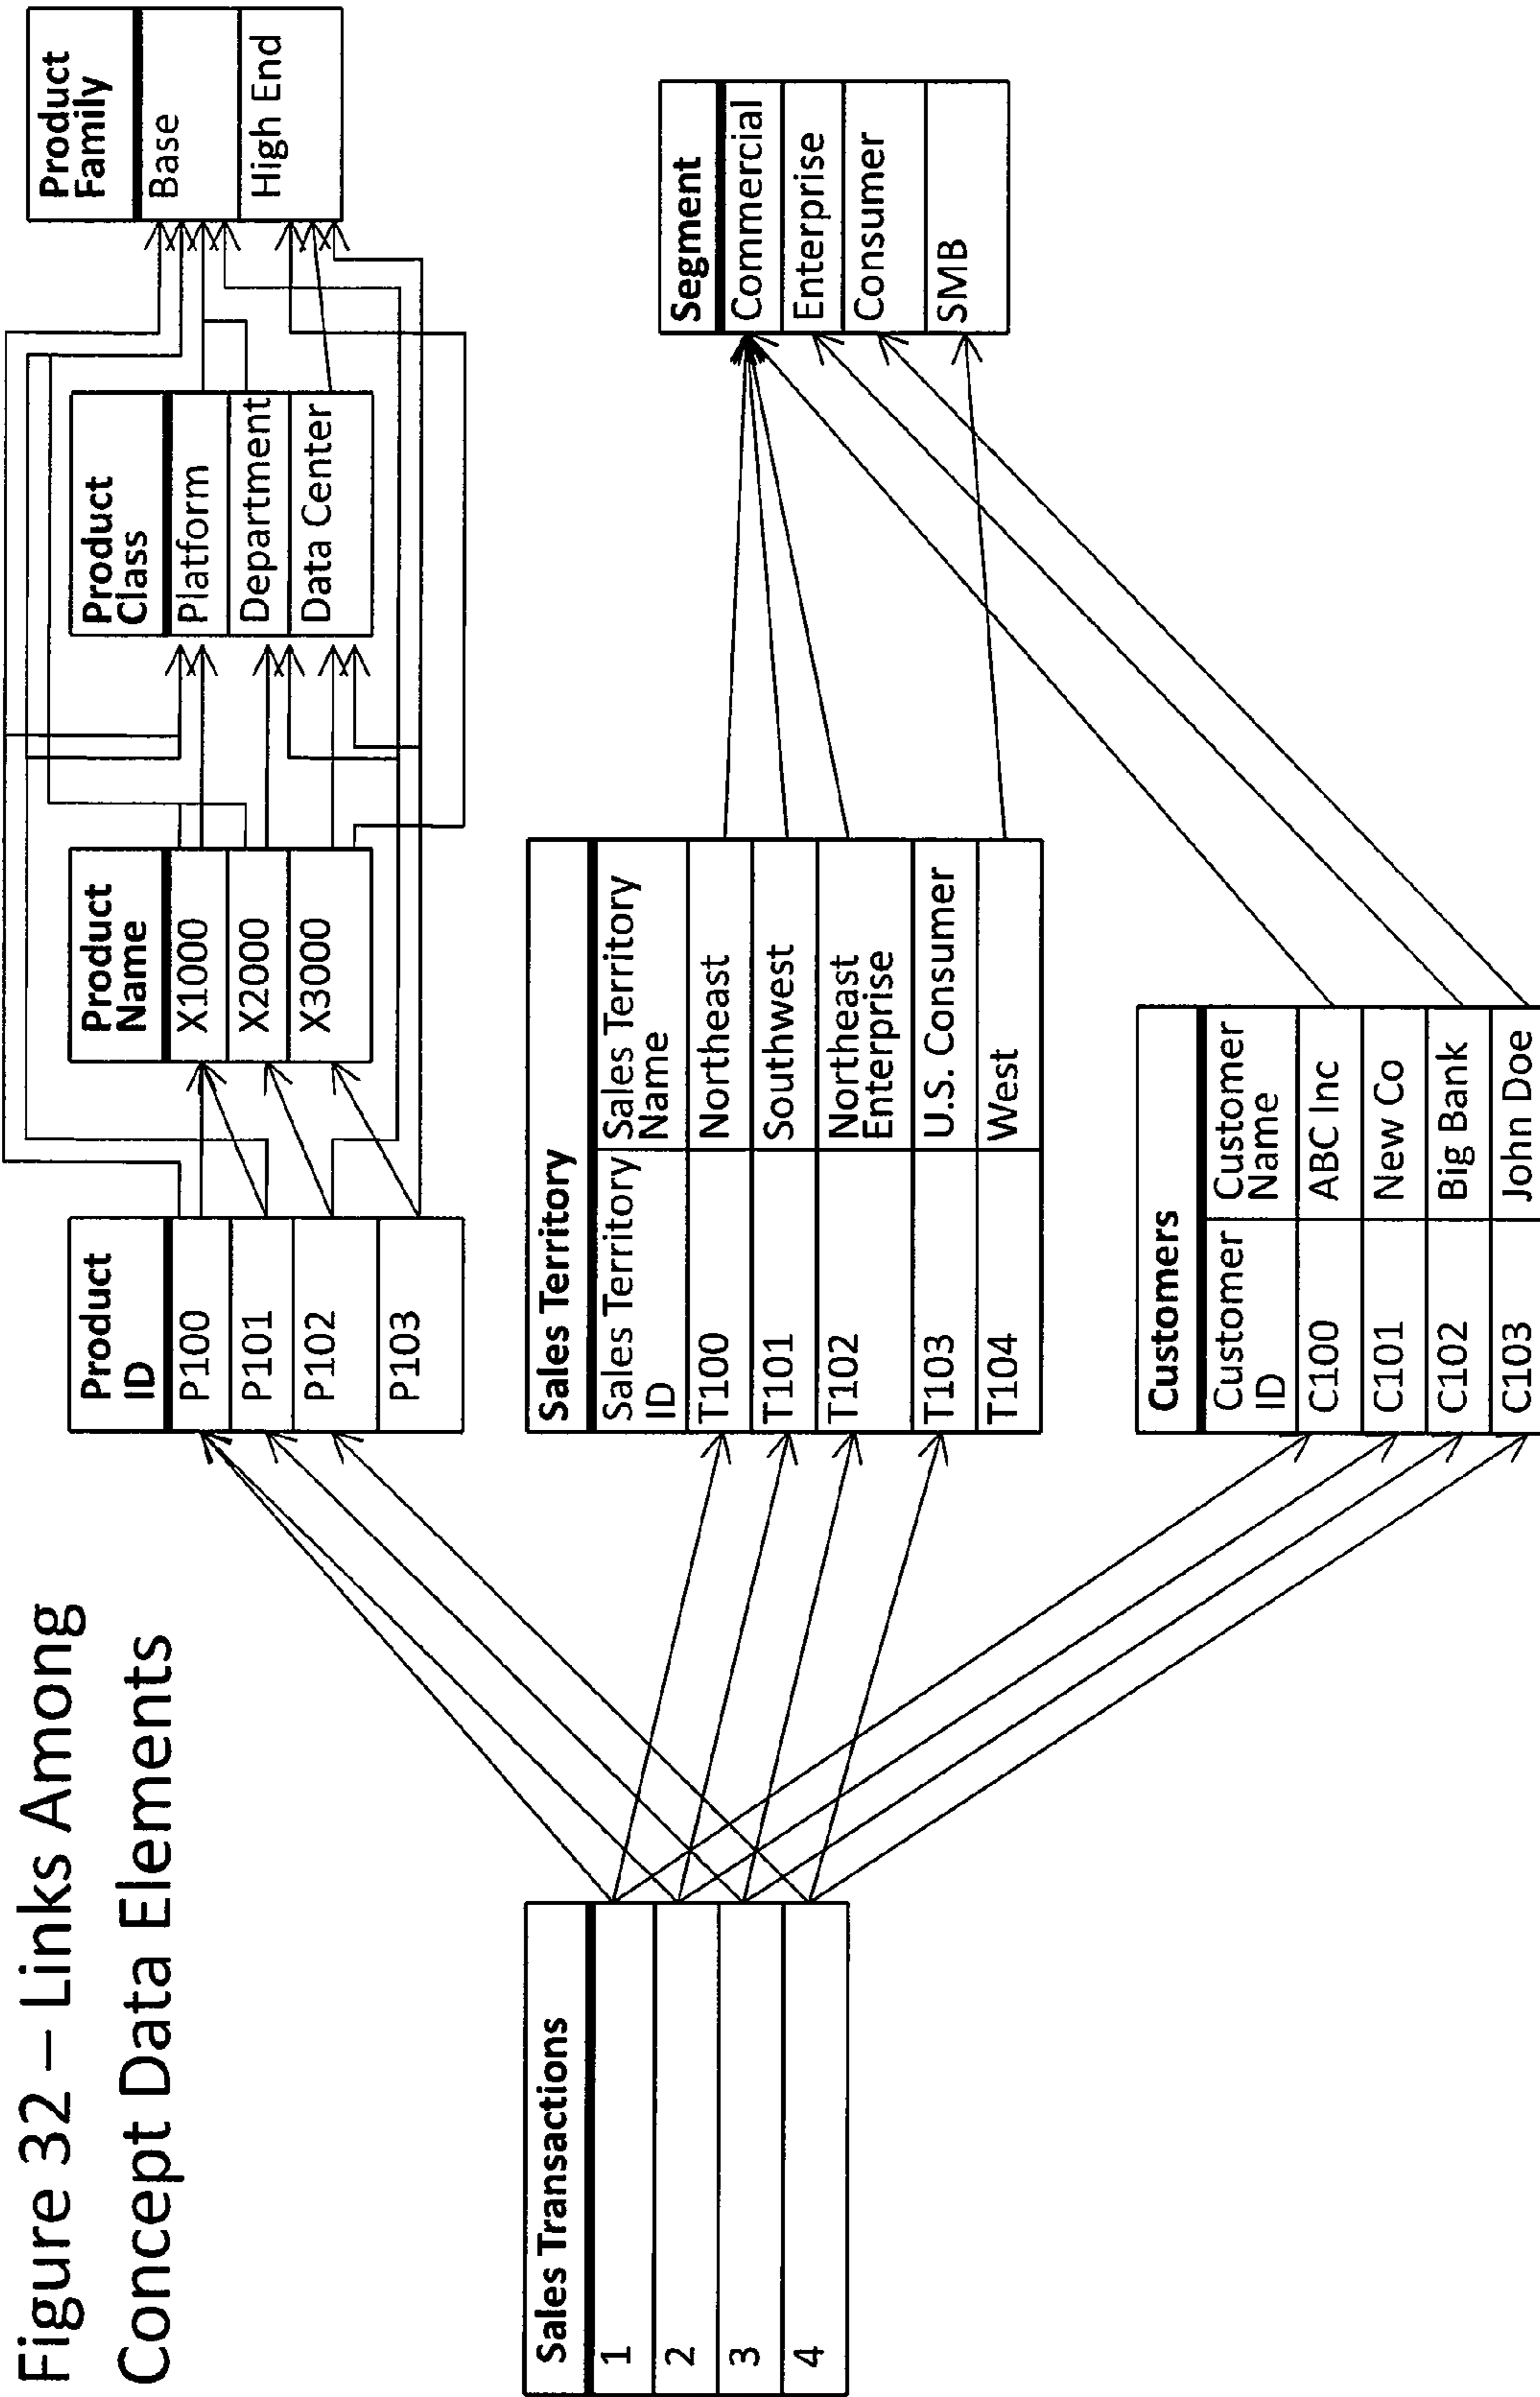 Figure 32 – Links Among
Concept Data Elements
Sales Transactions
1
2
3
4
Product
ID
P100
P101
P102
P103
Product
Name
X1000
X2000
X3000
Product
Class
Platform
Department
Data Center
Product
Family
Base
High End
Sales Territory
Sales Territory
ID
Sales Territory
Name
T100
Northeast
T101
Southwest
T102
Northeast
Enterprise
T103
U.S. Consumer
T104
West
Segment
Commercial
Enterprise
Consumer
SMB
Customers
Customer
ID
Customer
Name
C100
ABC Inc
C101
New Co
C102
Big Bank
C103
John Doe